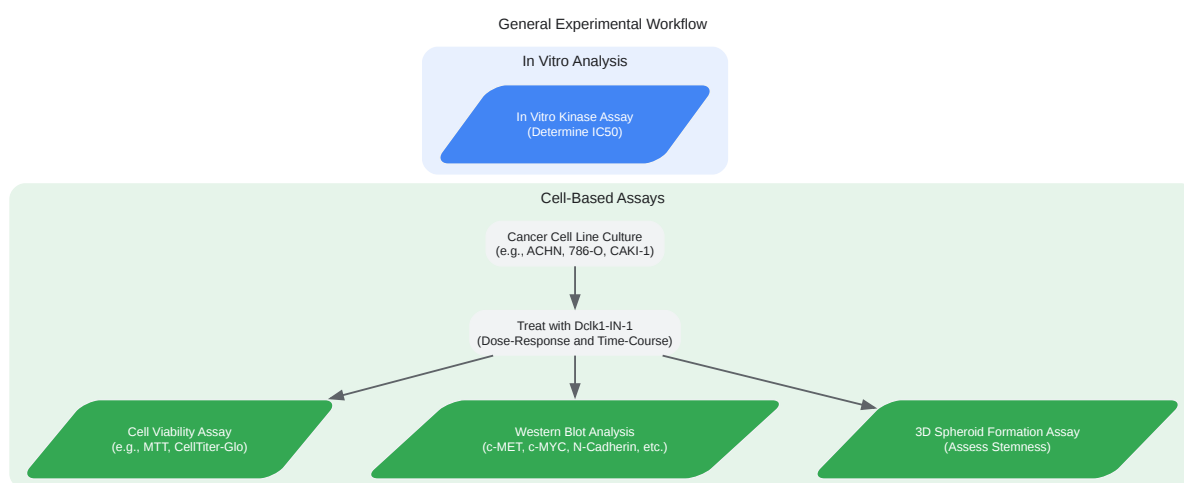 General Experimental Workflow
In Vitro Analysis
In Vitro Kinase Assay
(Determine IC50)
Cell-Based Assays
Cancer Cell Line Culture
(e.g., ACHN, 786-O, CAKI-1)
Treat with Dclk1-IN-1
(Dose-Response and Time-Course)
Cell Viability Assay
(e.g., MTT, CellTiter-Glo)
Western Blot Analysis
(c-MET, c-MYC, N-Cadherin, etc.)
3D Spheroid Formation Assay
(Assess Stemness)